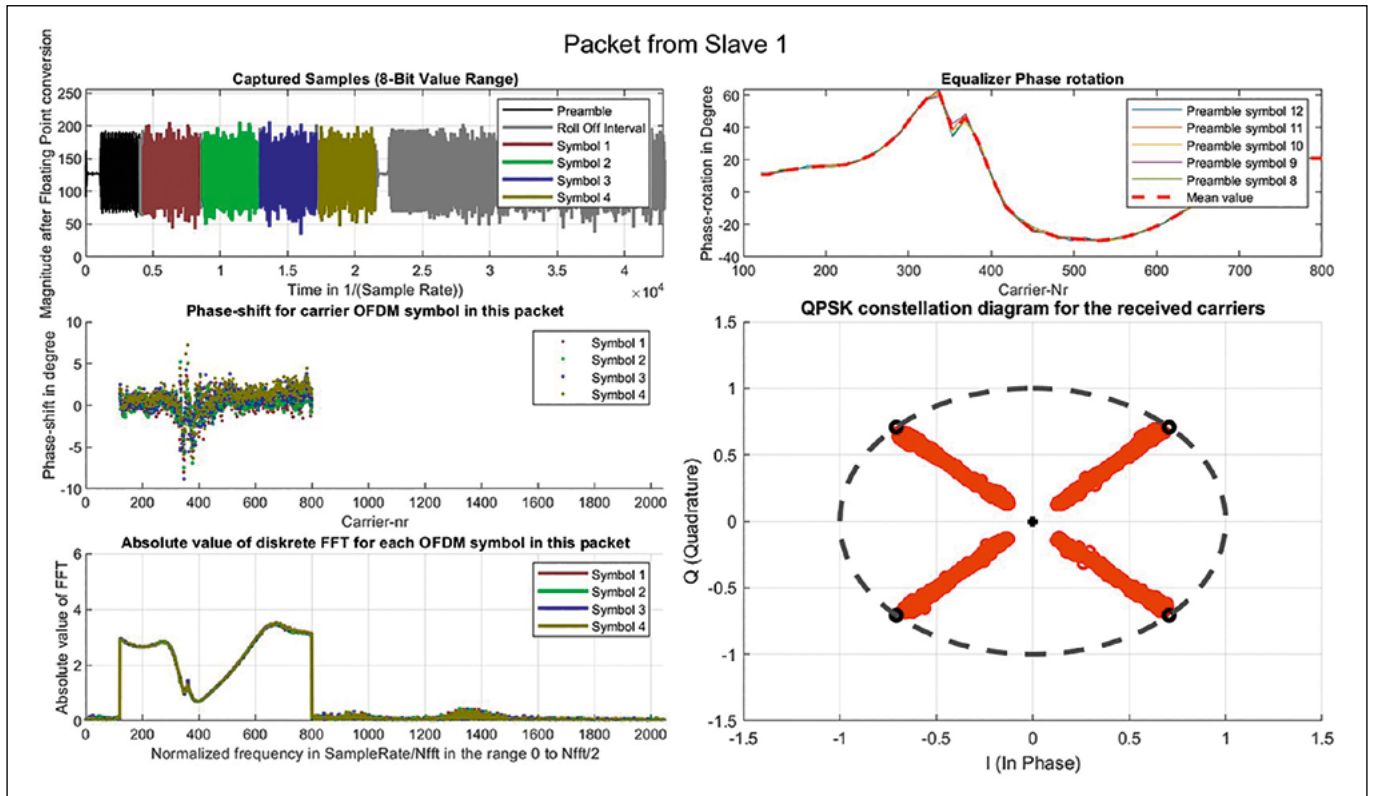 Packet from Slave 1
Captured Samples (8-Bit Value Range)
Magnitude after Floating Point conversion
250
200
150
100
50
0
Preamble
Roll Off Interval
Symbol 1
Symbol 2
Symbol 3
Symbol 4
0 0.5 1 1.5 2 2.5 3 3.5 4
Time in 1/(Sample Rate))
×10⁴
Equalizer Phase rotation
Phase-rotation in Degree
60
40
20
0
-20
-40
Preamble symbol 12
Preamble symbol 11
Preamble symbol 10
Preamble symbol 9
Preamble symbol 8
Mean value
100 200 300 400 500 600 700 800
Carrier-Nr
Phase-shift for carrier OFDM symbol in this packet
Phase-shift in degree
10
5
0
-5
-10
Symbol 1
Symbol 2
Symbol 3
Symbol 4
0 200 400 600 800 1000 1200 1400 1600 1800 2000
Carrier-nr
Absolute value of diskrete FFT for each OFDM symbol in this packet
Absolute value of FFT
6
4
2
0
Symbol 1
Symbol 2
Symbol 3
Symbol 4
0 200 400 600 800 1000 1200 1400 1600 1800 2000
Normalized frequency in SampleRate/Nfft in the range 0 to Nfft/2
QPSK constellation diagram for the received carriers
Q (Quadrature)
1.5
1
0.5
0
-0.5
-1
-1.5
-1.5 -1 -0.5 0 0.5 1 1.5
I (In Phase)